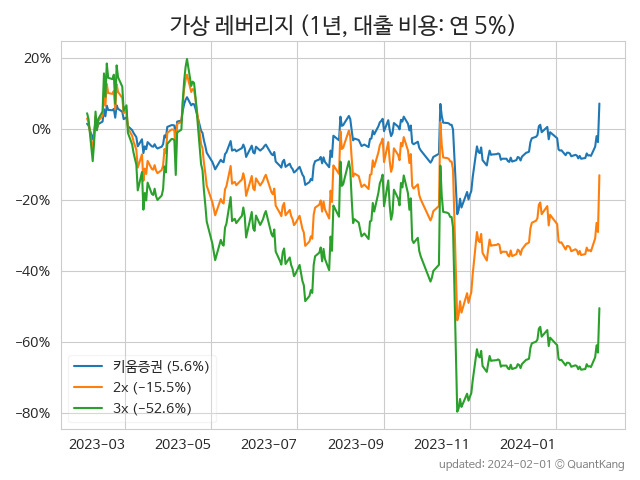 가상 레버리지 (1년, 대출 비용: 연 5%)
20%
0%
−20%
−40%
−60%
−80%
키움증권 (5.6%)
2x (−15.5%)
3x (−52.6%)
2023-03 2023-05 2023-07 2023-09 2023-11 2024-01
updated: 2024-02-01 © QuantKang